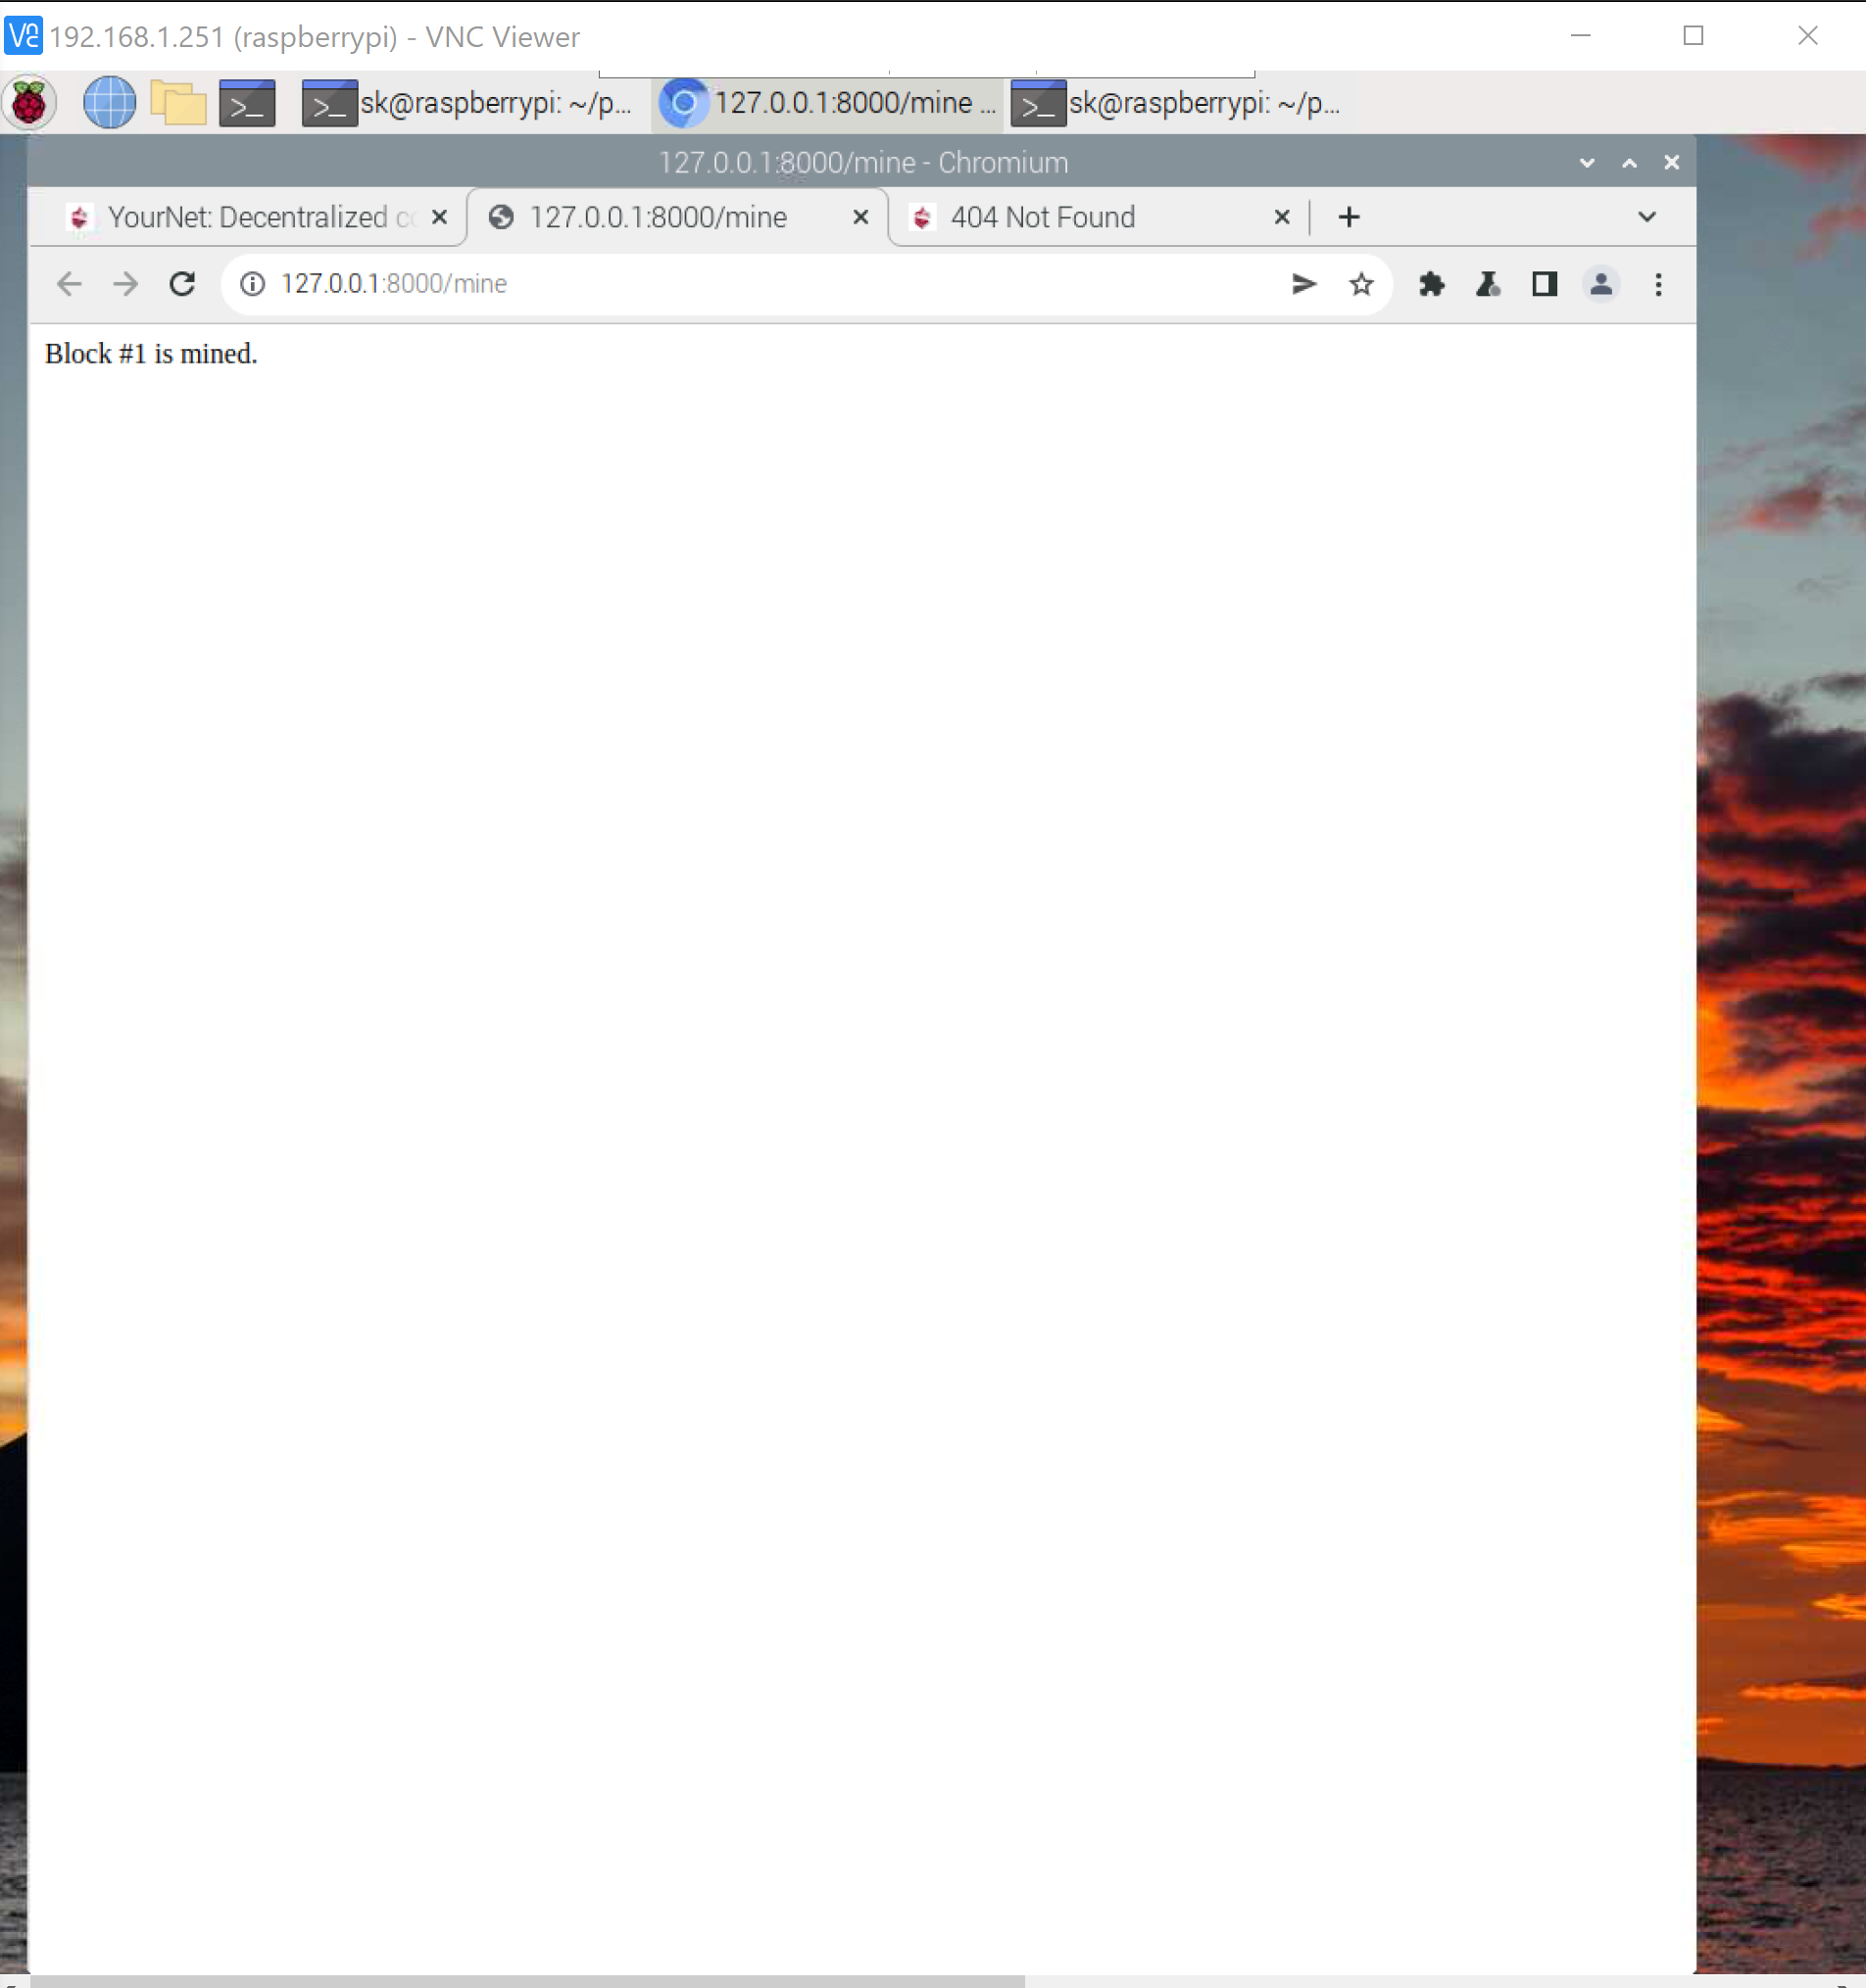 192.168.1.251 (raspberrypi) - VNC Viewer
sk@raspberrypi: ~/p... 127.0.0.1:8000/mine ... sk@raspberrypi: ~/p...
127.0.0.1:8000/mine - Chromium
YourNet: Decentralized 127.0.0.1:8000/mine 404 Not Found
127.0.0.1:8000/mine
Block #1 is mined.